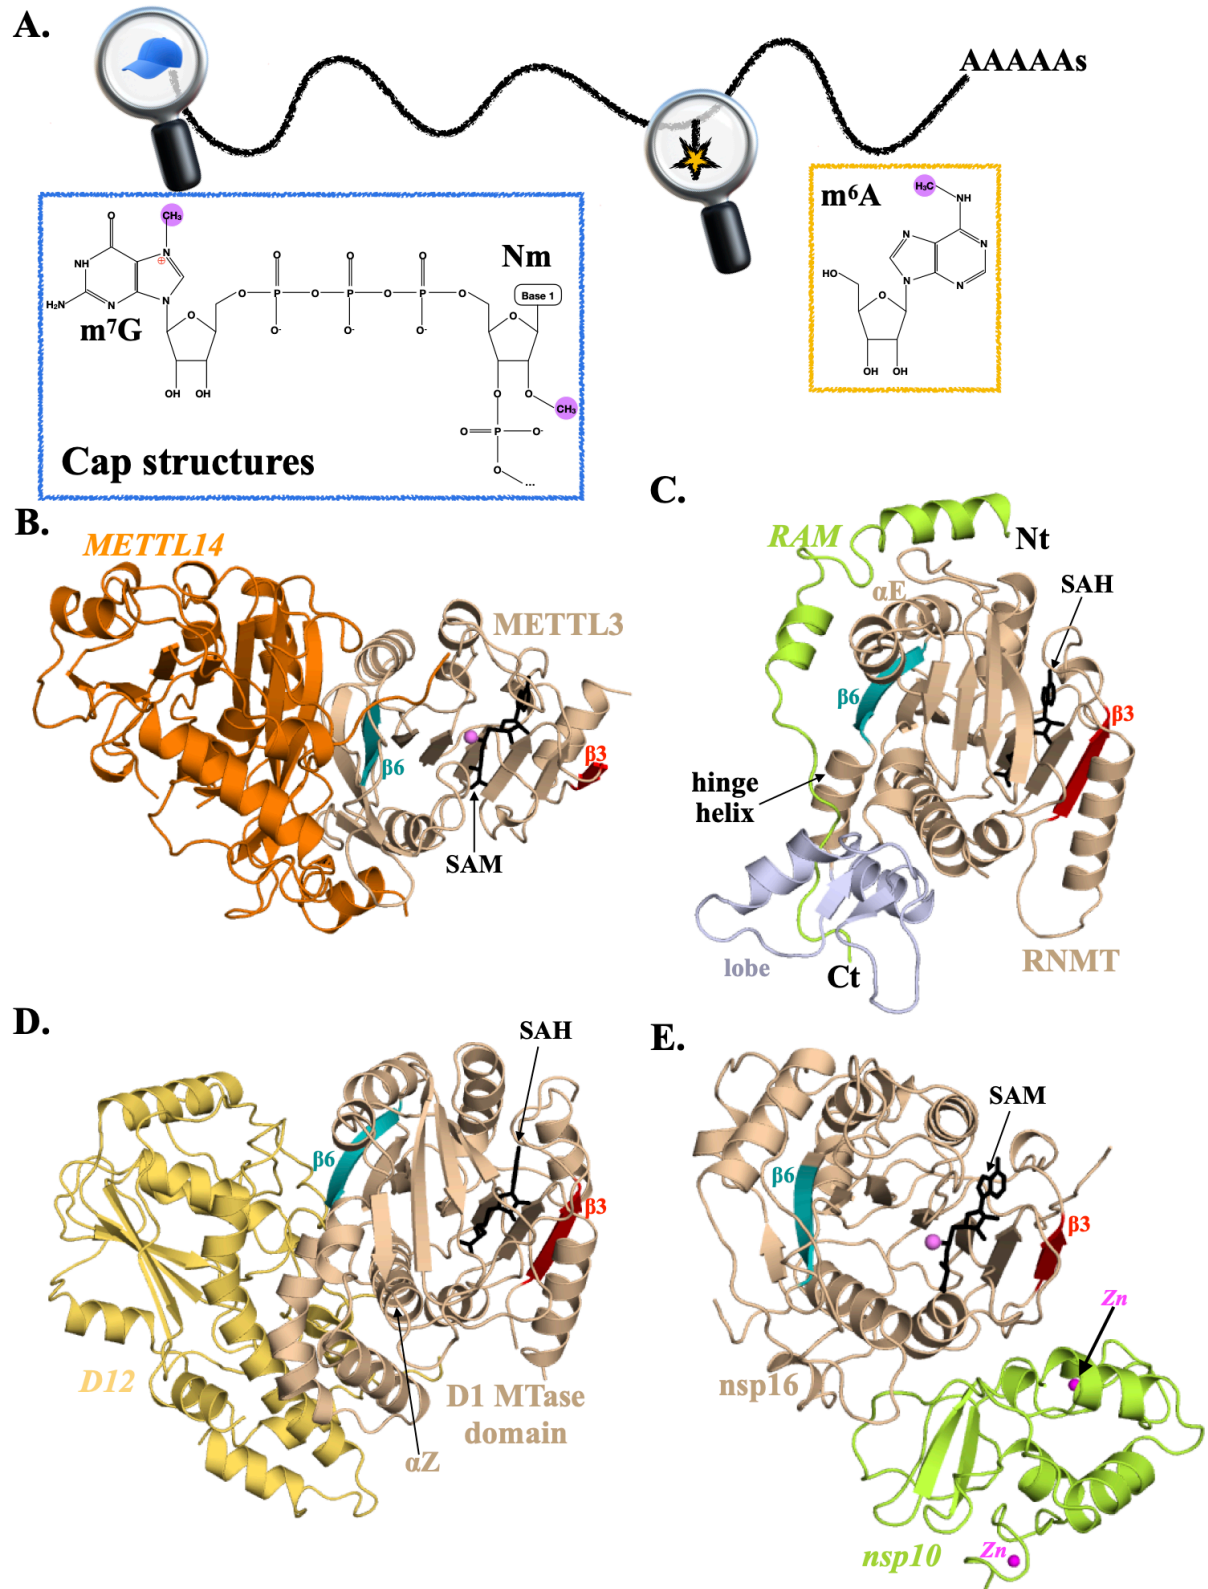 A.
AAAAAs
m⁶A
H₃C
NH
N
N
N
N
HO
O
OH
OH
O
CH₃
NH
N
⊕
H₂N
N
N
m⁷G
O
OH
OH
O
O
O
O
O
P
O
P
O
P
O
O-
O-
O-
Nm
Base 1
O
O
O
CH₃
O
P
O-
O
...
Cap structures
B.
METTL14
METTL3
β6
β3
SAM
C.
RAM
Nt
αE
SAH
β6
β3
hinge
helix
lobe
Ct
RNMT
D.
SAH
β6
β3
D12
D1 MTase
domain
αZ
E.
SAM
β6
β3
Zn
nsp16
nsp10
Zn